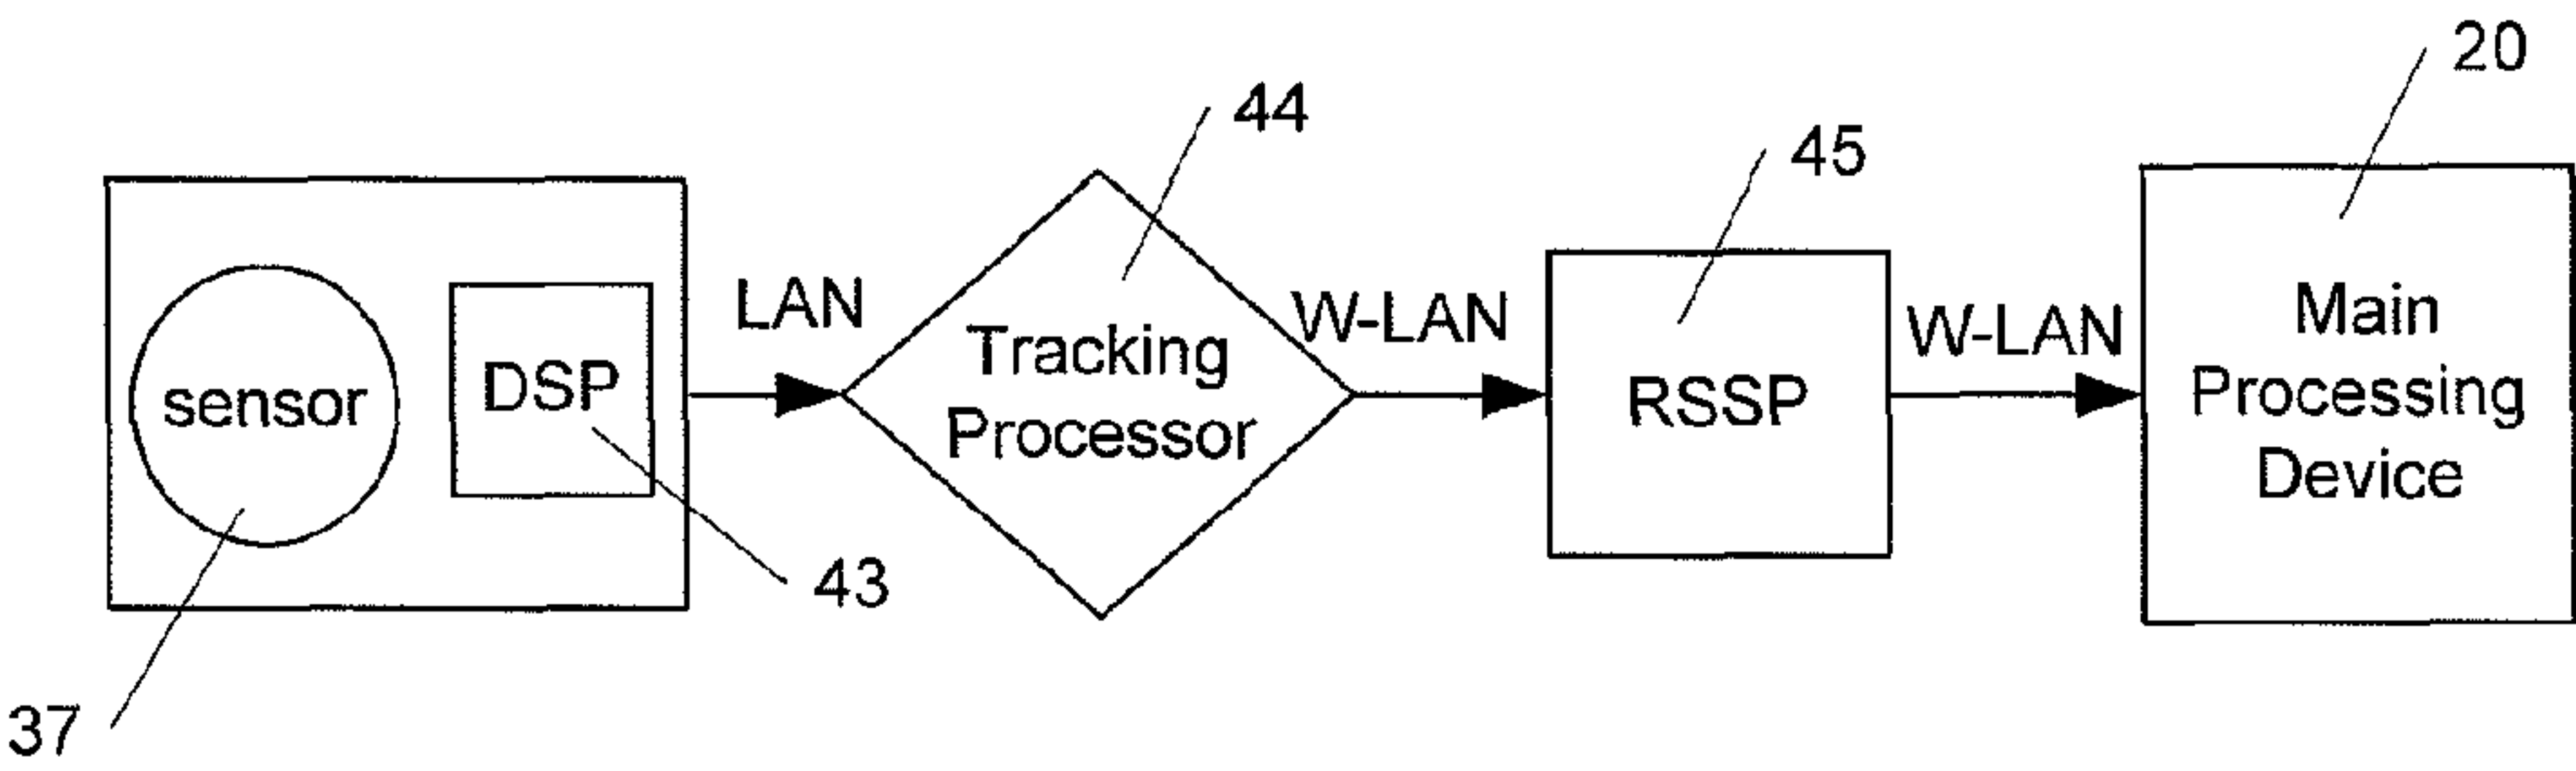 20
44
45
LAN
W-LAN
W-LAN
sensor
DSP
Tracking
Processor
RSSP
Main
Processing
Device
43
37